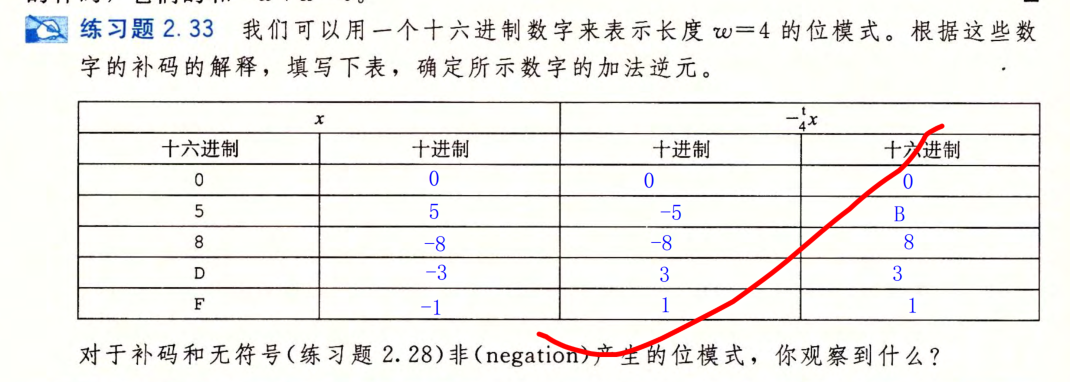 练习题 2.33 我们可以用一个十六进制数字来表示长度 w=4 的位模式。根据这些数
字的补码的解释，填写下表，确定所示数字的加法逆元。
x -ᵗ₄x
十六进制 十进制 十进制 十六进制
0 0 0 0
5 5 -5 B
8 -8 -8 8
D -3 3 3
F -1 1 1
对于补码和无符号(练习题 2.28)非(negation)产生的位模式，你观察到什么？